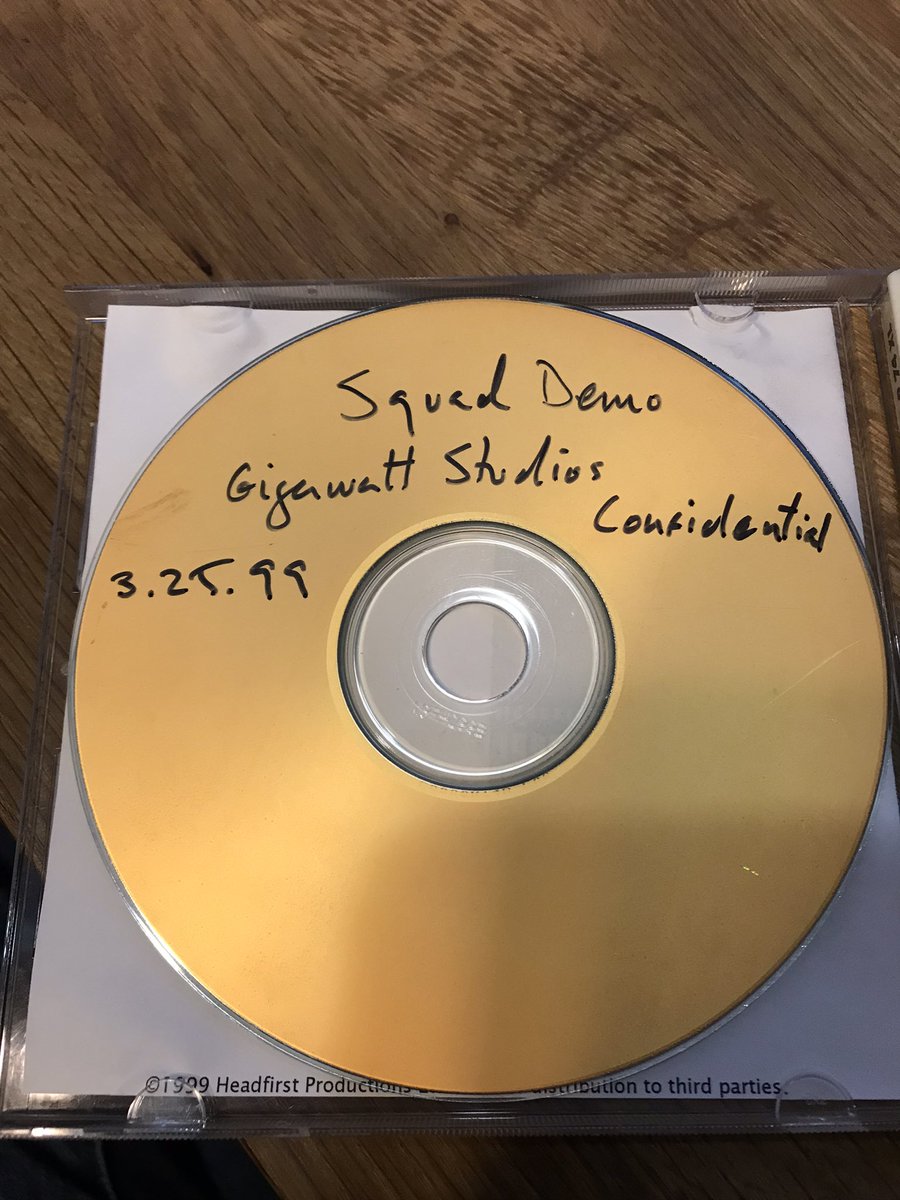 Squad Demo
Gigawatt Studios
Confidential
3.25.99
©1999 Headfirst Productions distribution to third parties.